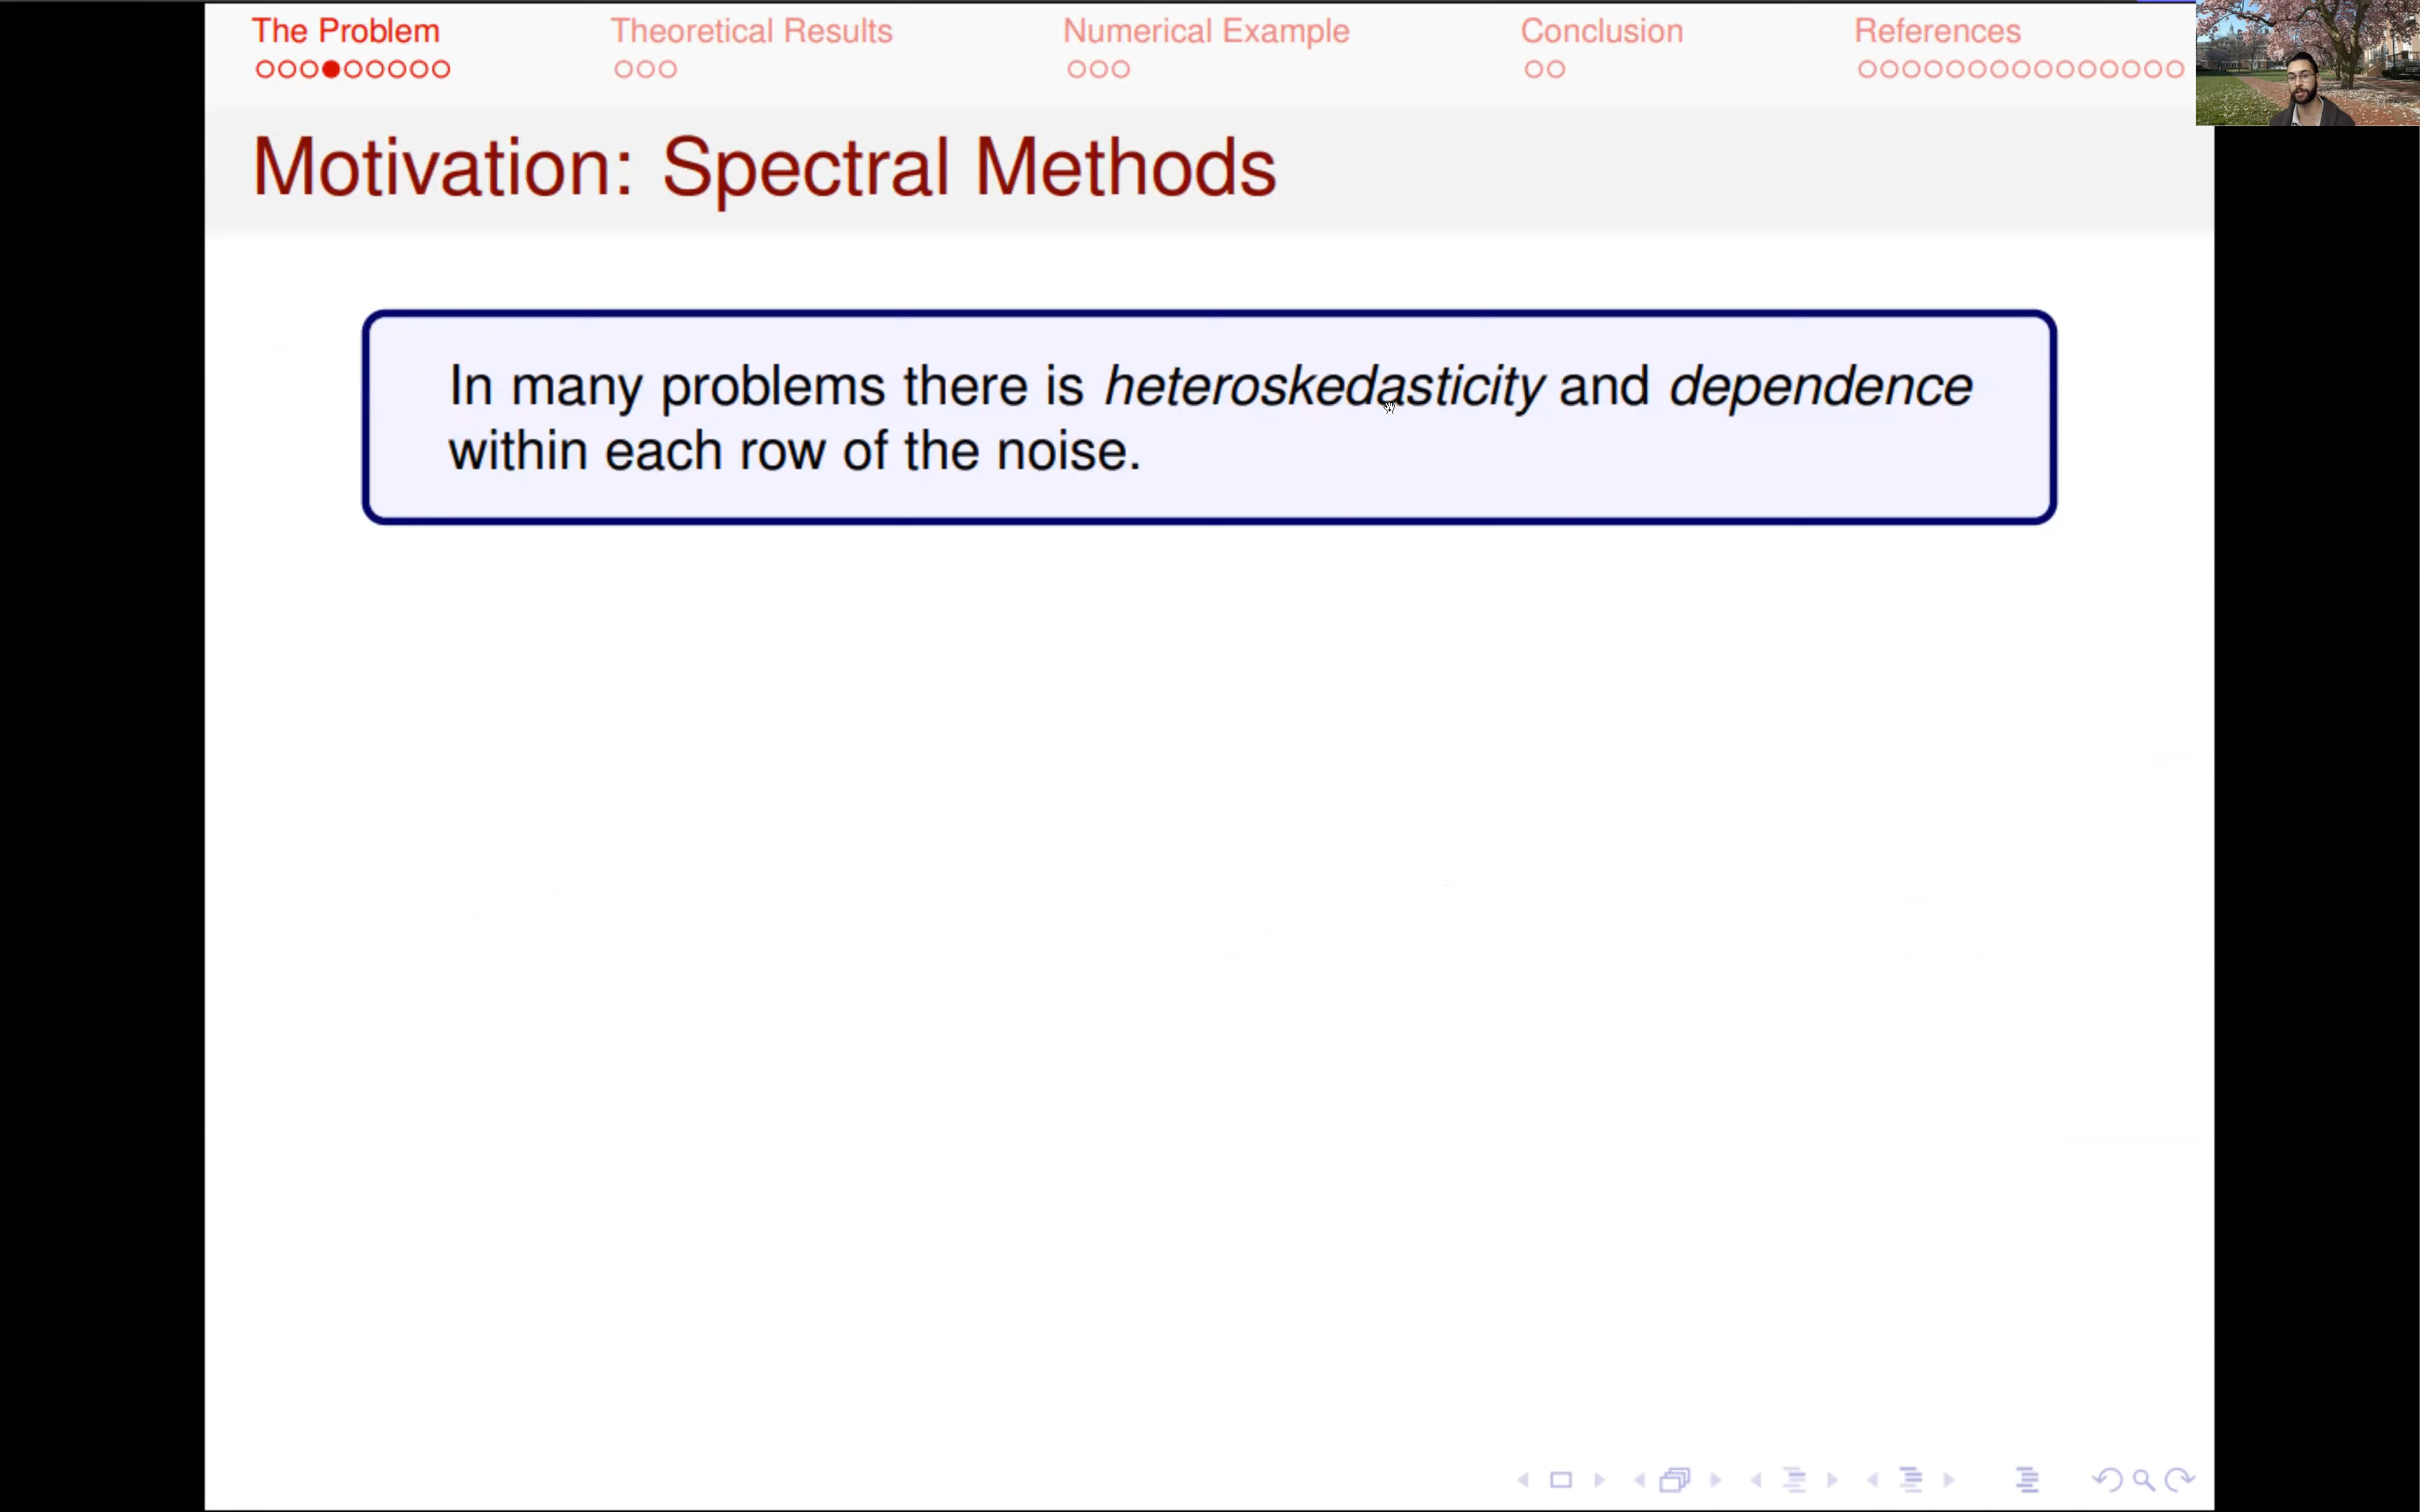 The Problem Theoretical Results Numerical Example Conclusion References
Motivation: Spectral Methods
In many problems there is heteroskedasticity and dependence
within each row of the noise.